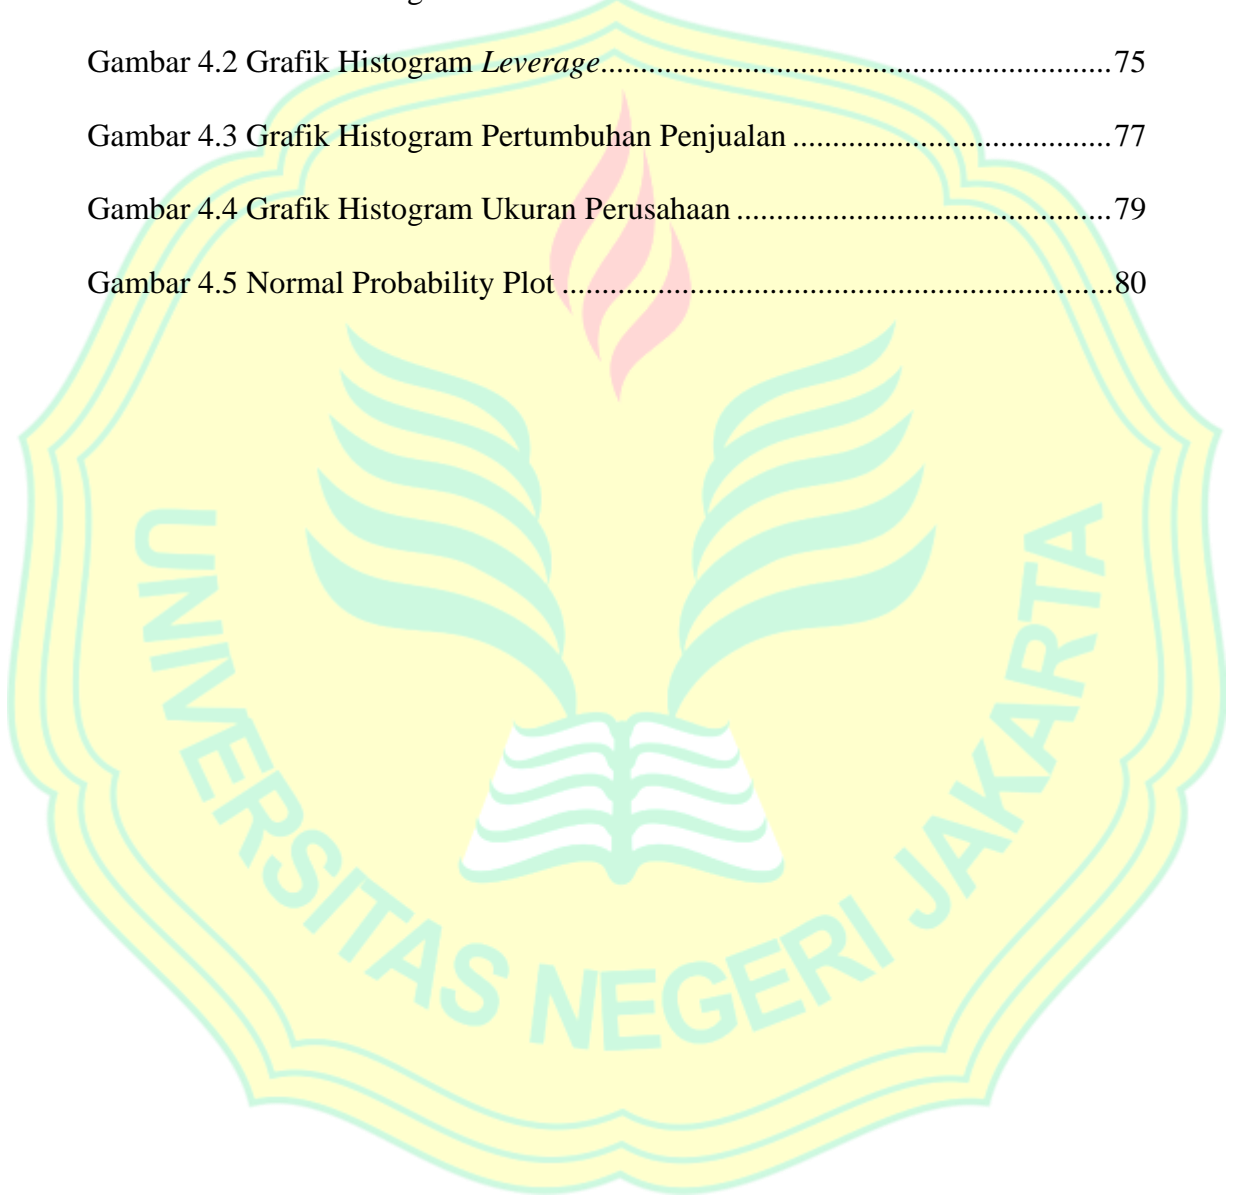 Gambar 4.2 Grafik Histogram Leverage................................................................75
Gambar 4.3 Grafik Histogram Pertumbuhan Penjualan ........................................77
Gambar 4.4 Grafik Histogram Ukuran Perusahaan ...............................................79
Gambar 4.5 Normal Probability Plot .....................................................................80
UNIVERSITAS NEGERI JAKARTA